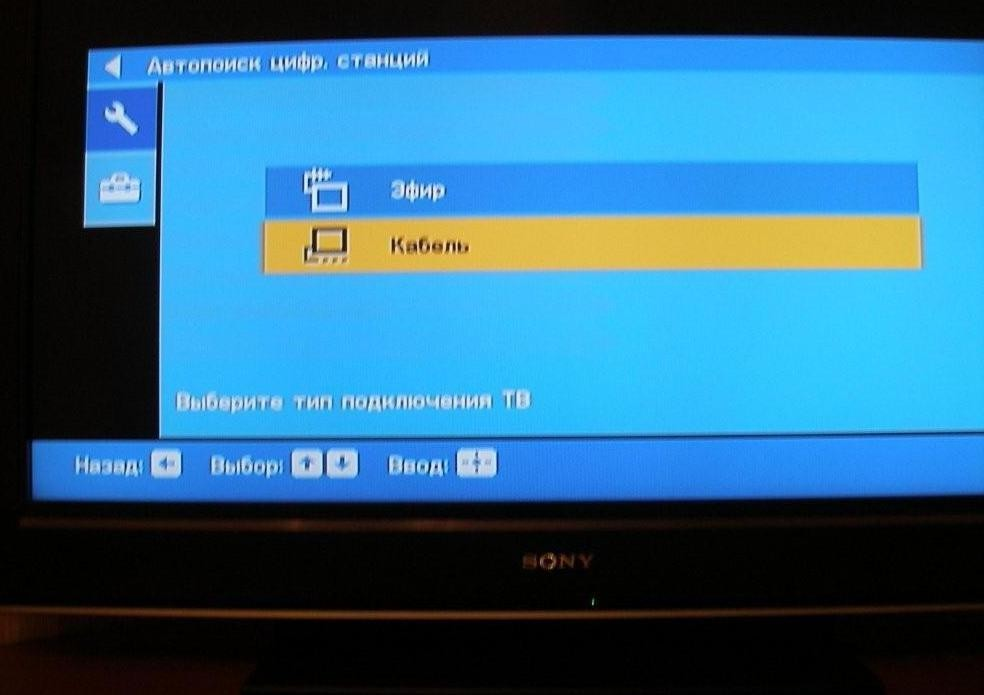 Автопоиск цифр. станций
Эфир
Кабель
Выберите тип подключения ТВ
Назад: Выбор: Ввод:
SONY